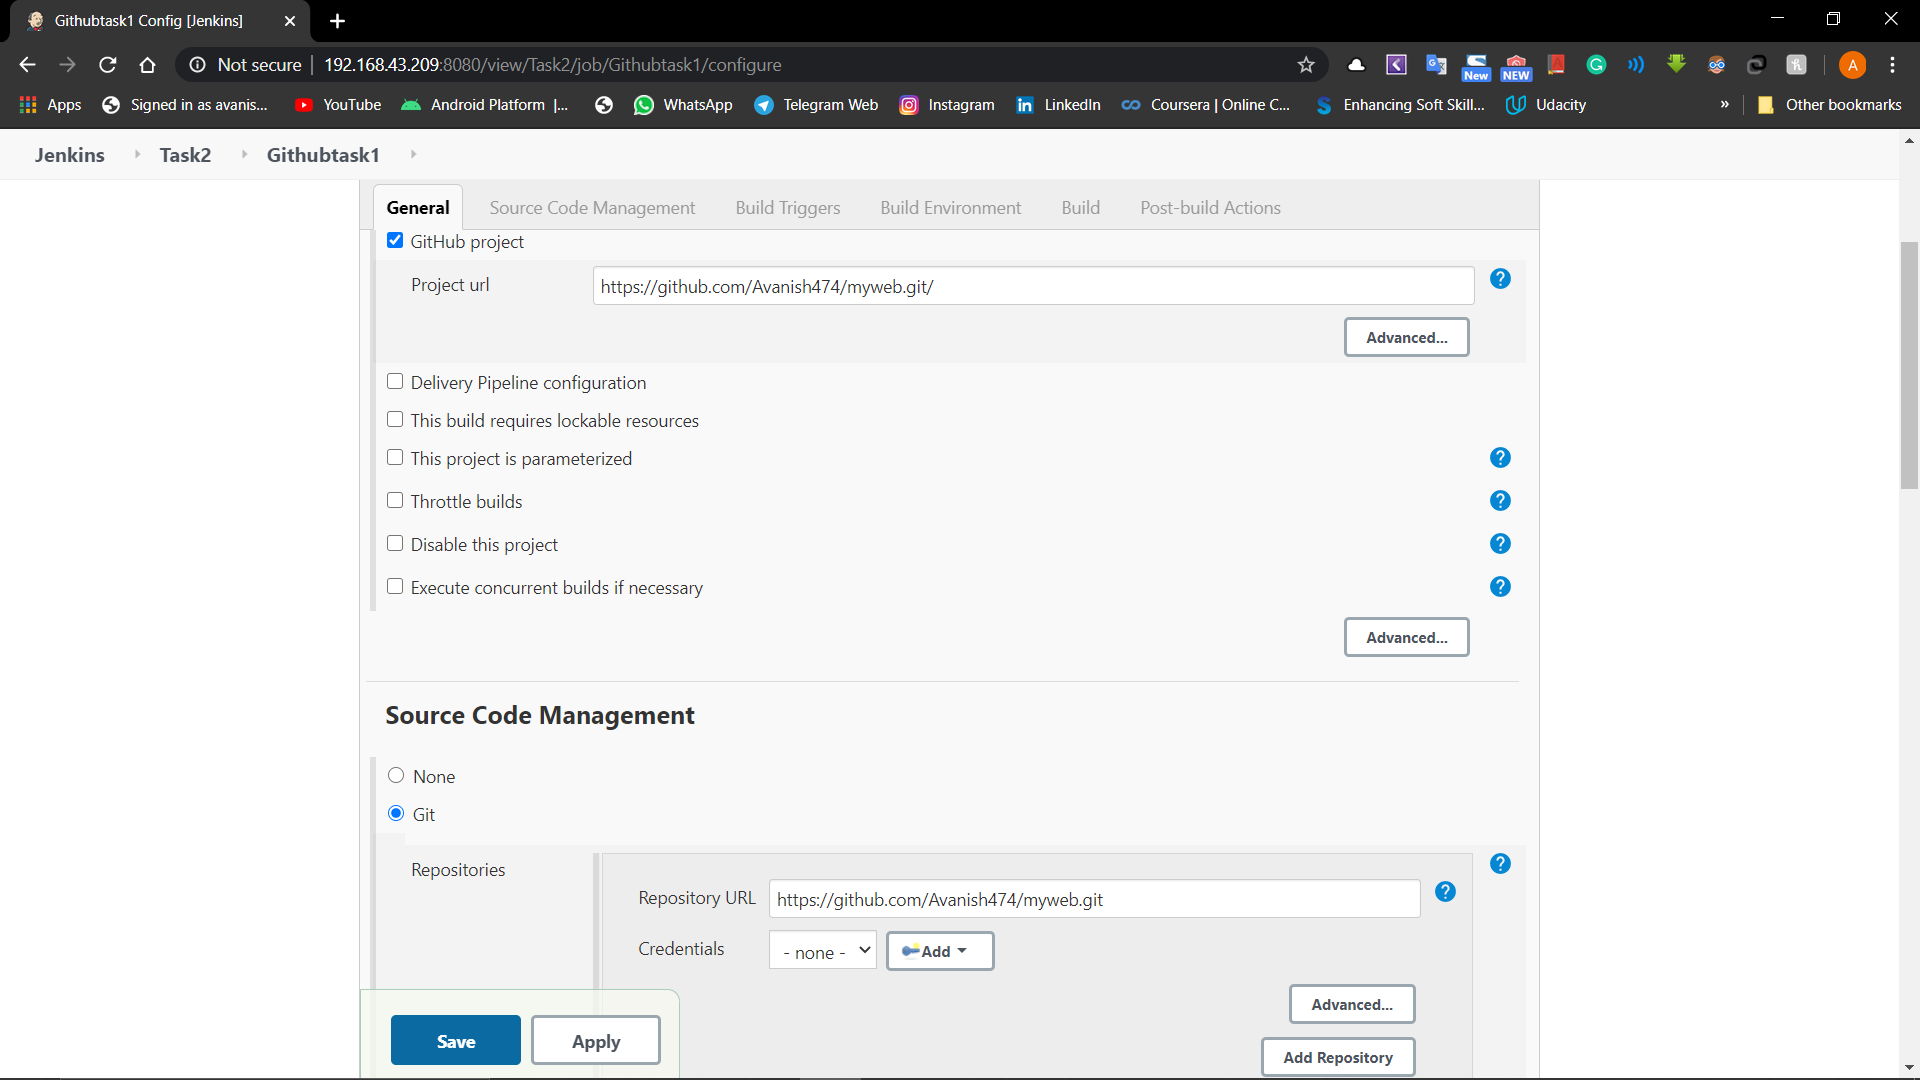 Githubtask1 Config [Jenkins]
Not secure 192.168.43.209:8080/view/Task2/job/Githubtask1/configure
New
NEW
A
Apps Signed in as avanis... YouTube Android Platform |... WhatsApp Telegram Web Instagram LinkedIn Coursera | Online C... Enhancing Soft Skill... Udacity » Other bookmarks
Jenkins Task2 Githubtask1
General Source Code Management Build Triggers Build Environment Build Post-build Actions
GitHub project
Project url https://github.com/Avanish474/myweb.git/
Advanced...
Delivery Pipeline configuration
This build requires lockable resources
This project is parameterized
Throttle builds
Disable this project
Execute concurrent builds if necessary
Advanced...
Source Code Management
None
Git
Repositories
Repository URL https://github.com/Avanish474/myweb.git
Credentials - none - Add
Advanced...
Save Apply
Add Repository